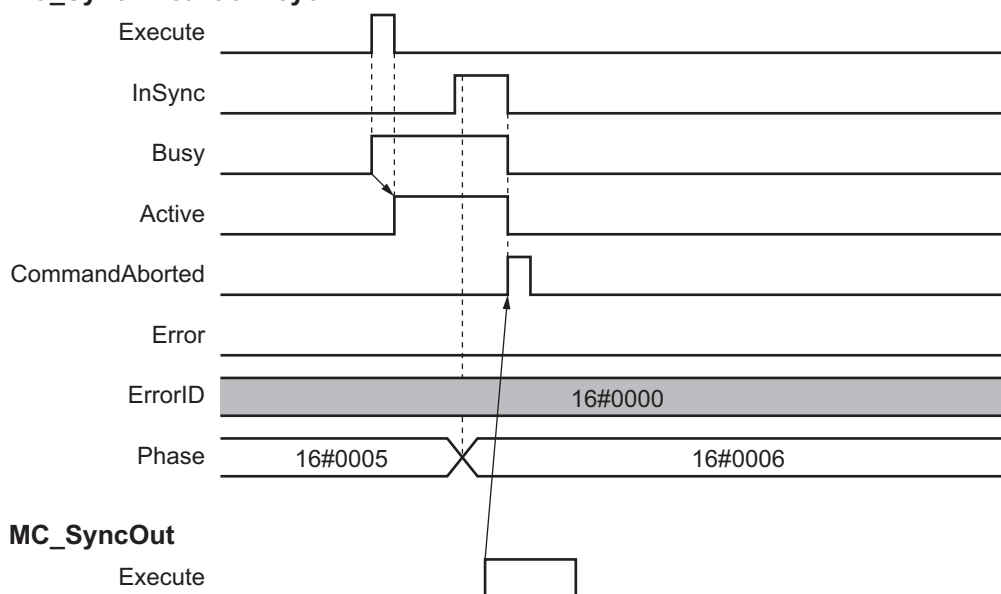 Execute
InSync
Busy
Active
CommandAborted
Error
ErrorID 16#0000
Phase 16#0005 16#0006
MC_SyncOut
Execute